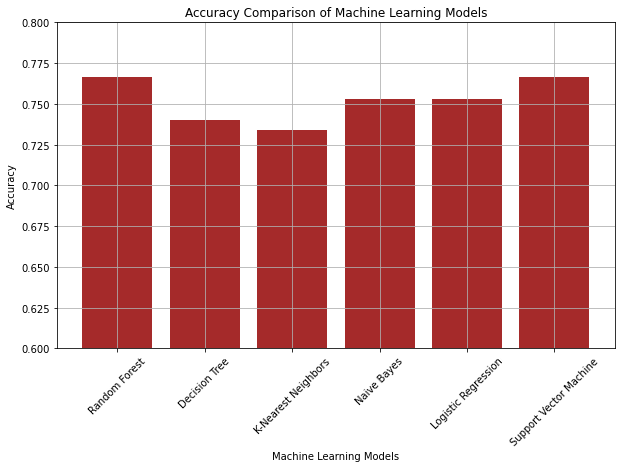 Accuracy Comparison of Machine Learning Models
0.800
0.775
0.750
0.725
0.700
0.675
0.650
0.625
0.600
Accuracy
Random Forest
Decision Tree
K-Nearest Neighbors
Naive Bayes
Logistic Regression
Support Vector Machine
Machine Learning Models